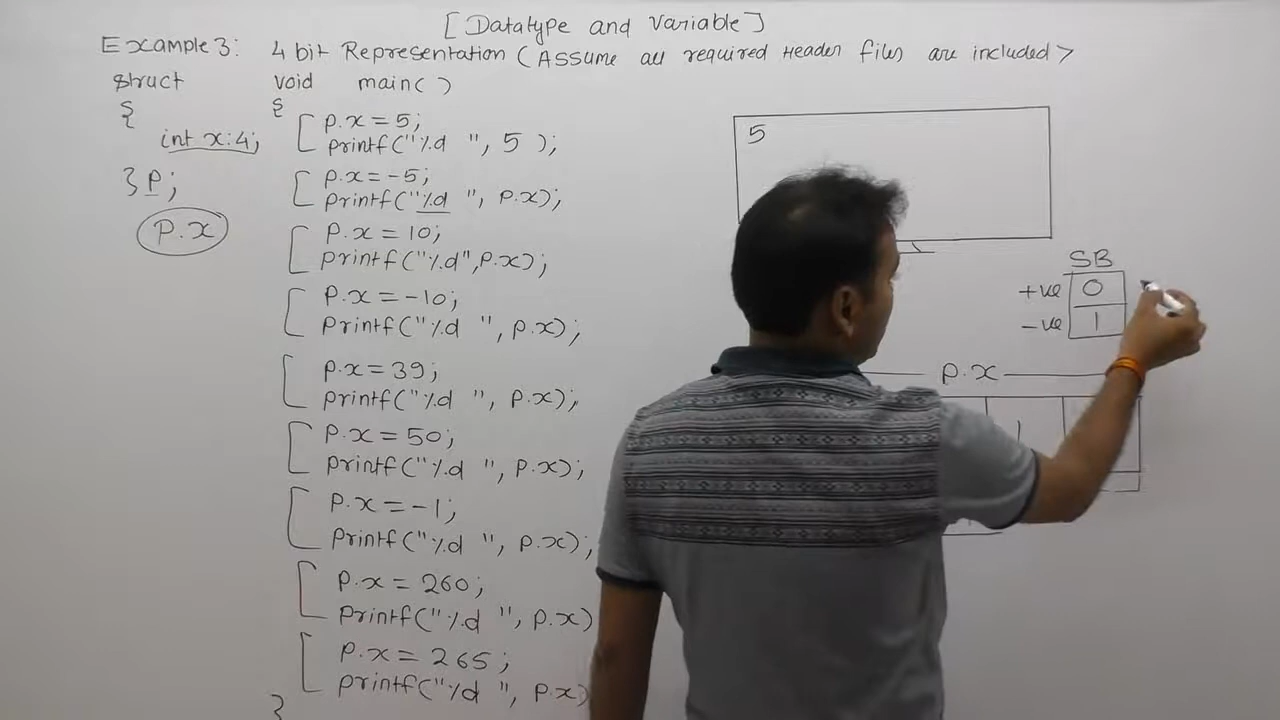 [Datatype and Variable]
Example 3: 4 bit Representation (Assume all required Header files are included>
struct void main()
{ {
int x:4;
} p;
p.x
p.x = 5;
printf("%d ", 5 );
p.x = -5;
printf("%d ", p.x);
p.x = 10;
printf("%d",p.x);
p.x = -10;
printf("%d ", p.x);
p.x = 39;
printf("%d ", p.x);
p.x = 50;
printf("%d ", p.x);
p.x = -1;
printf("%d ", p.x);
p.x = 260;
printf("%d ", p.x)
p.x = 265;
printf("%d ", p.x)
}
5
SB
+ve 0
-ve 1
p.x
1